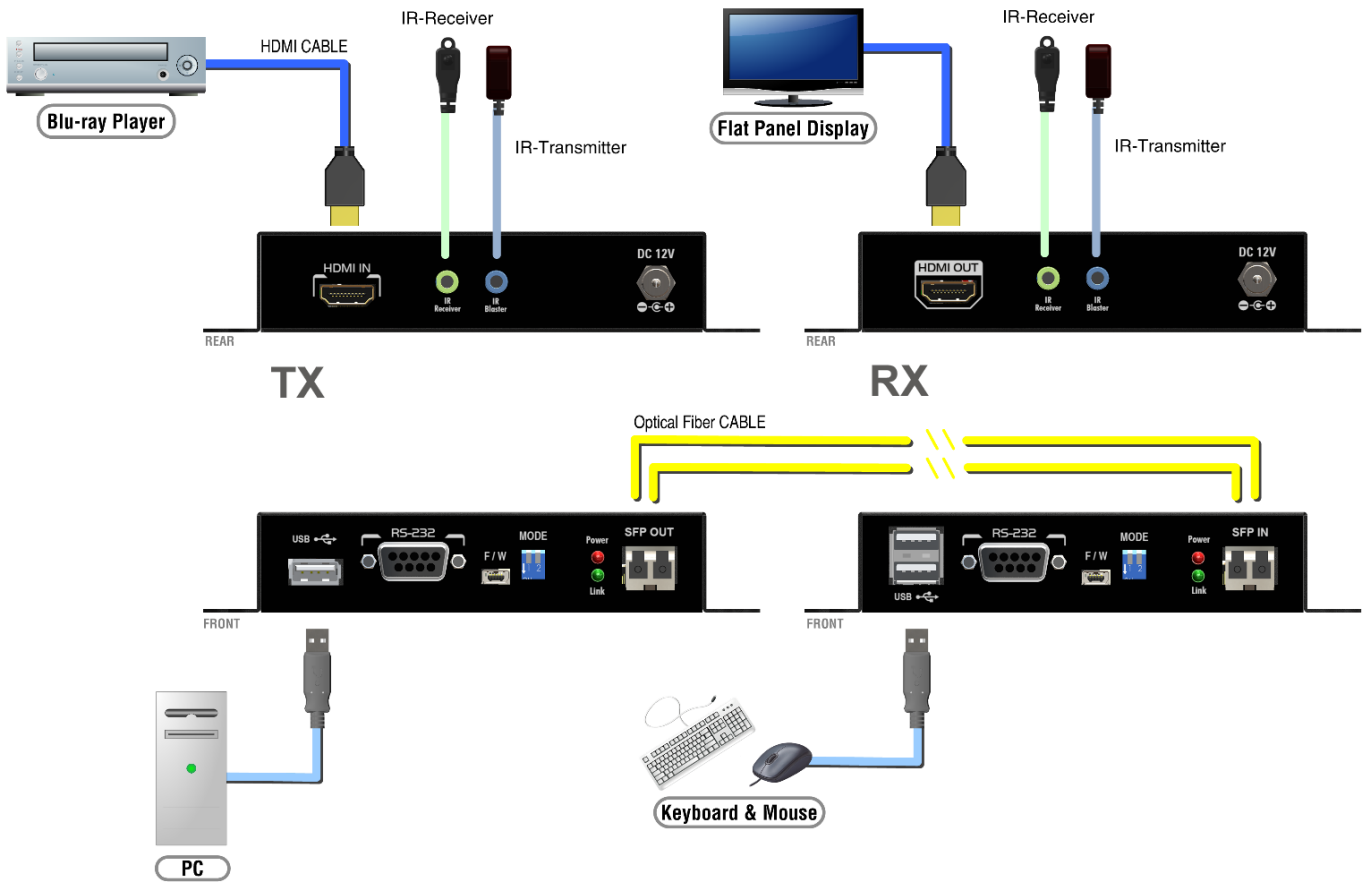 IR-Receiver
HDMI CABLE
Blu-ray Player
IR-Transmitter
HDMI IN
IR
Receiver
IR
Blaster
DC 12V
REAR
TX
IR-Receiver
Flat Panel Display
IR-Transmitter
HDMI OUT
IR
Receiver
IR
Blaster
DC 12V
REAR
RX
Optical Fiber CABLE
USB
RS-232
F / W
MODE
2
Power
Link
SFP OUT
FRONT
USB
RS-232
F / W
MODE
2
Power
Link
SFP IN
FRONT
PC
Keyboard & Mouse